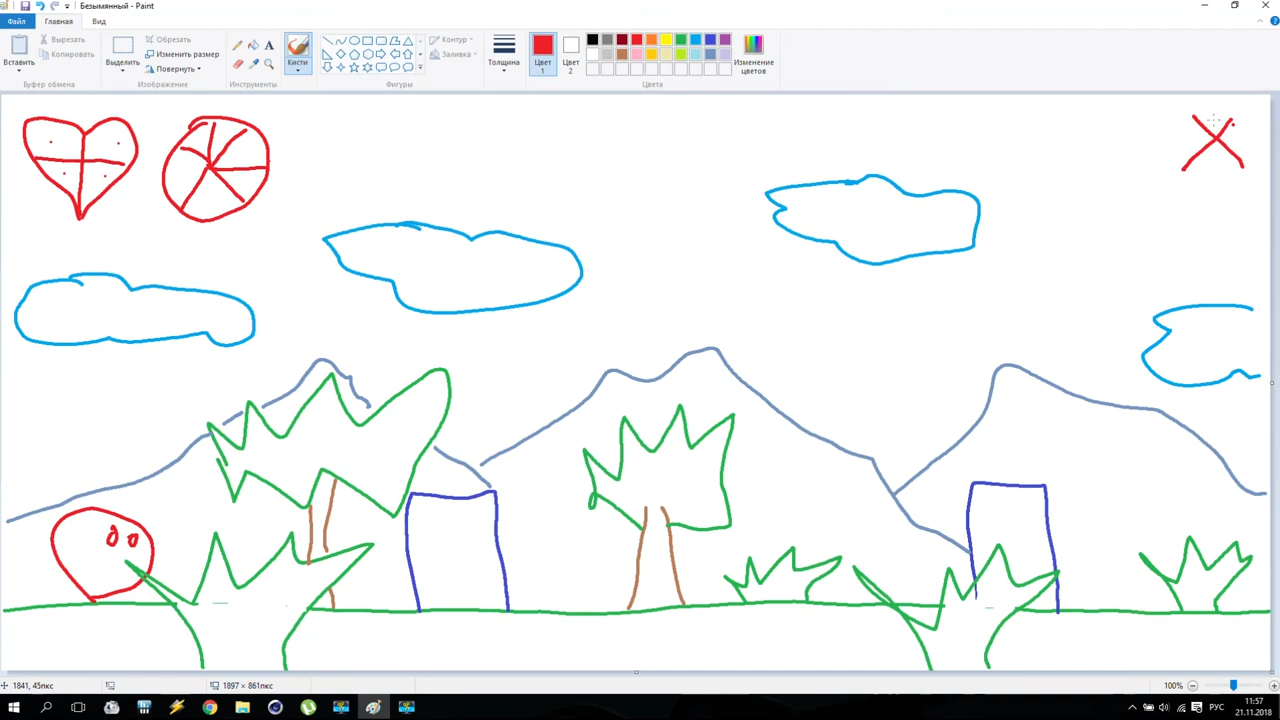 Безымянный - Paint
Файл Главная Вид
Вставить
Вырезать
Копировать
Буфер обмена
Выделить
Обрезать
Изменить размер
Повернуть
Изображение
A
Инструменты
Кисти
Контур
Заливка
Фигуры
Толщина
Цвет 1
Цвет 2
Изменение цветов
Цвета
1841, 45пкс
1897 × 861пкс
100%
РУС
11:57
21.11.2018